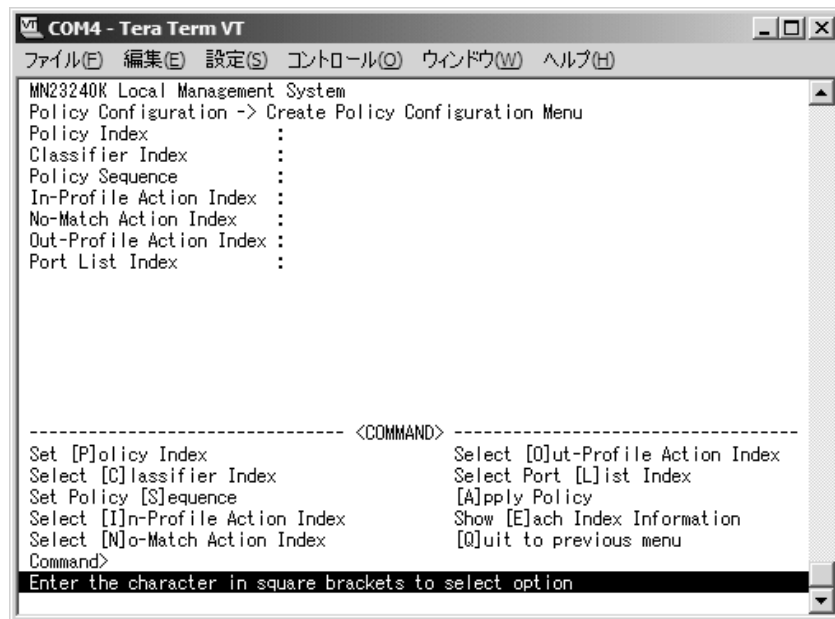 COM4 - Tera Term VT
ファイル(F) 編集(E) 設定(S) コントロール(O) ウィンドウ(W) ヘルプ(H)
MN23240K Local Management System
Policy Configuration -> Create Policy Configuration Menu
Policy Index :
Classifier Index :
Policy Sequence :
In-Profile Action Index :
No-Match Action Index :
Out-Profile Action Index :
Port List Index :
-------------------------------- <COMMAND> -----------------------------------
Set [P]olicy Index Select [O]ut-Profile Action Index
Select [C]lassifier Index Select Port [L]ist Index
Set Policy [S]equence [A]pply Policy
Select [I]n-Profile Action Index Show [E]ach Index Information
Select [N]o-Match Action Index [Q]uit to previous menu
Command>
Enter the character in square brackets to select option